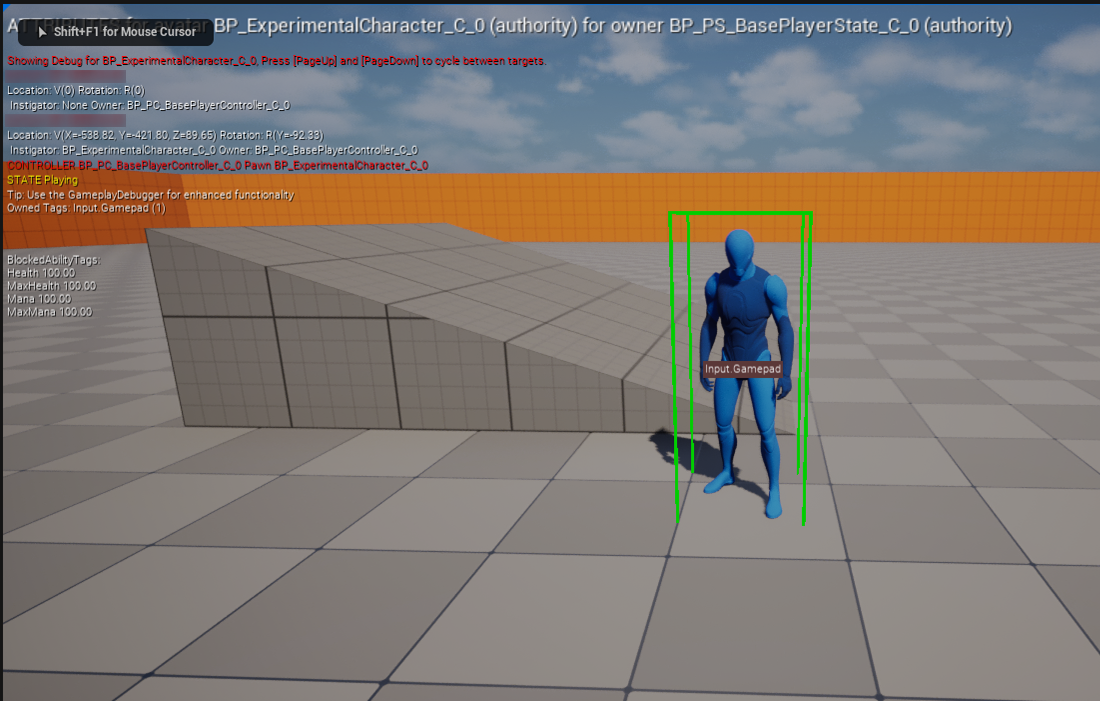 ATTRIBUTES for avatar BP_ExperimentalCharacter_C_0 (authority) for owner BP_PS_BasePlayerState_C_0 (authority)
Shift+F1 for Mouse Cursor
Showing Debug for BP_ExperimentalCharacter_C_0, Press [PageUp] and [PageDown] to cycle between targets.
Location: V(0) Rotation: R(0)
Instigator: None Owner: BP_PC_BasePlayerController_C_0
Location: V(X=-538.82, Y=-421.80, Z=89.65) Rotation: R(Y=-92.33)
Instigator: BP_ExperimentalCharacter_C_0 Owner: BP_PC_BasePlayerController_C_0
CONTROLLER BP_PC_BasePlayerController_C_0 Pawn BP_ExperimentalCharacter_C_0
STATE Playing
Tip: Use the GameplayDebugger for enhanced functionality
Owned Tags: Input.Gamepad (1)
BlockedAbilityTags:
Health 100.00
MaxHealth 100.00
Mana 100.00
MaxMana 100.00
Input.Gamepad